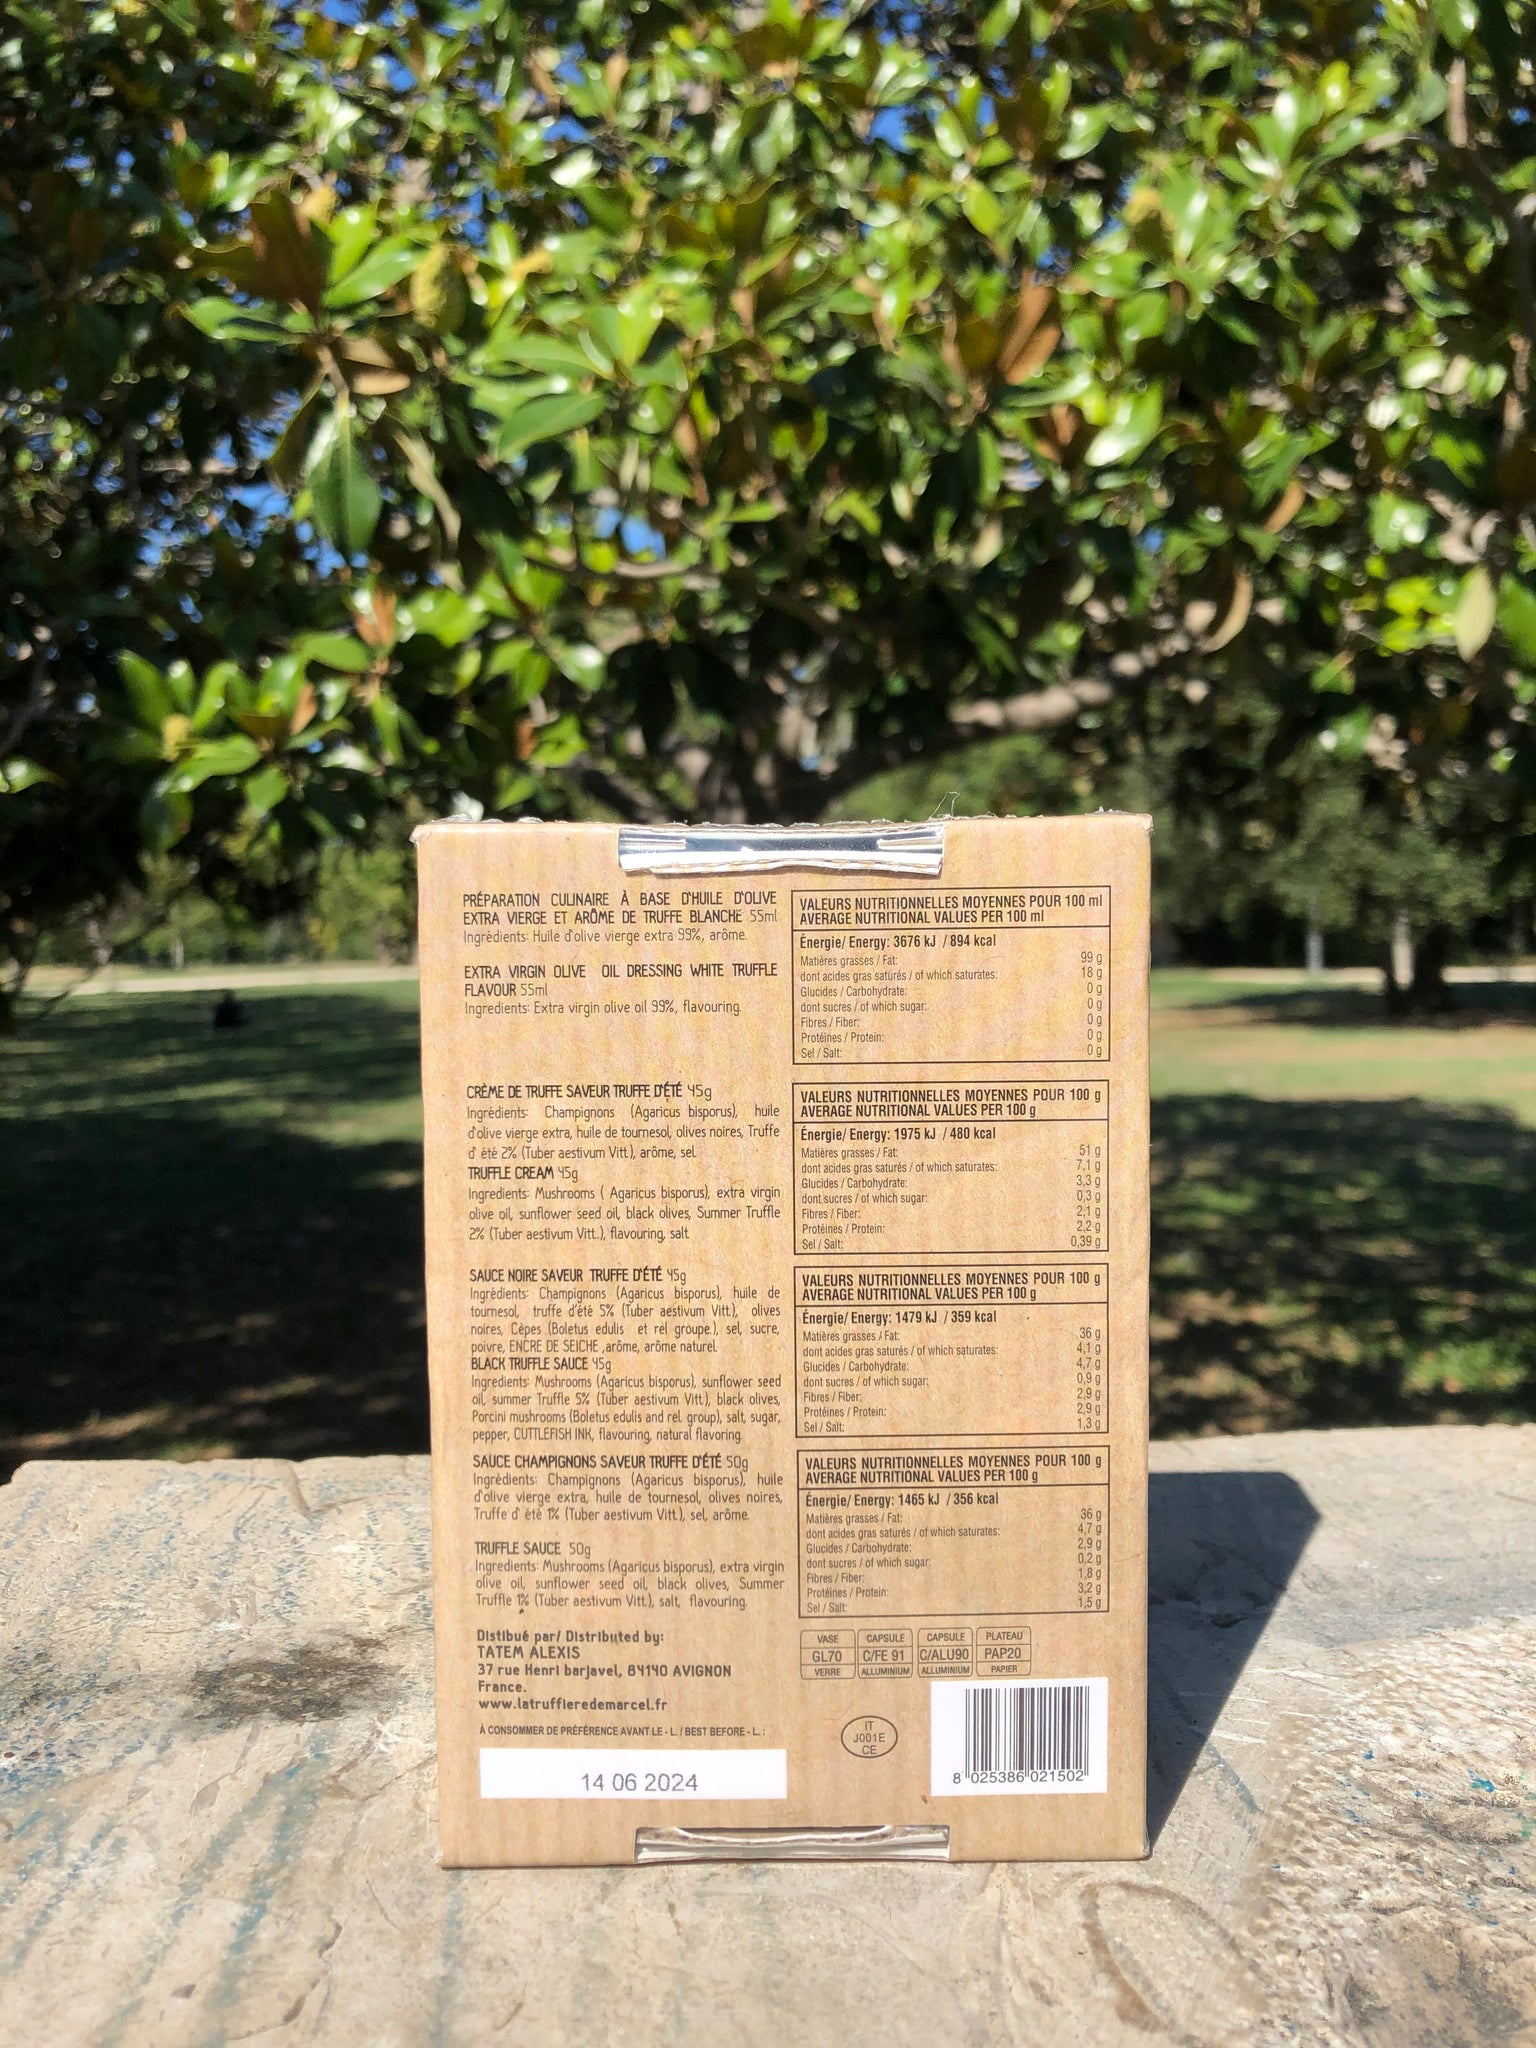 PRÉPARATION CULINAIRE À BASE D'HUILE D'OLIVE
EXTRA VIERGE ET ARÔME DE TRUFFE BLANCHE 55ml
Ingrédients: Huile d'olive vierge extra 99%, arôme.
EXTRA VIRGIN OLIVE OIL DRESSING WHITE TRUFFLE
FLAVOUR 55ml
Ingredients: Extra virgin olive oil 99%, flavouring.
VALEURS NUTRITIONNELLES MOYENNES POUR 100 ml
AVERAGE NUTRITIONAL VALUES PER 100 ml
Énergie/ Energy: 3676 kJ / 894 kcal
Matières grasses / Fat: 99 g
dont acides gras saturés / of which saturates: 18 g
Glucides / Carbohydrate: 0 g
dont sucres / of which sugar: 0 g
Fibres / Fiber: 0 g
Protéines / Protein: 0 g
Sel / Salt: 0 g
CRÈME DE TRUFFE SAVEUR TRUFFE D'ÉTÉ 45g
Ingrédients: Champignons (Agaricus bisporus), huile
d'olive vierge extra, huile de tournesol, olives noires, Truffe
d' été 2% (Tuber aestivum Vitt.), arôme, sel.
TRUFFLE CREAM 45g
Ingredients: Mushrooms ( Agaricus bisporus), extra virgin
olive oil, sunflower seed oil, black olives, Summer Truffle
2% (Tuber aestivum Vitt.), flavouring, salt
VALEURS NUTRITIONNELLES MOYENNES POUR 100 g
AVERAGE NUTRITIONAL VALUES PER 100 g
Énergie/ Energy: 1975 kJ / 480 kcal
Matières grasses / Fat: 51 g
dont acides gras saturés / of which saturates: 7,1 g
Glucides / Carbohydrate: 3,3 g
dont sucres / of which sugar: 0,3 g
Fibres / Fiber: 2,1 g
Protéines / Protein: 2,2 g
Sel / Salt: 0,39 g
SAUCE NOIRE SAVEUR TRUFFE D'ÉTÉ 45g
Ingrédients: Champignons (Agaricus bisporus), huile de
tournesol, truffe d'été 5% (Tuber aestivum Vitt.), olives
noires, Cèpes (Boletus edulis et rél groupe.), sel, sucre,
poivre, ENCRE DE SEICHE ,arôme, arôme naturel.
BLACK TRUFFLE SAUCE 45g
Ingredients: Mushrooms (Agaricus bisporus), sunflower seed
oil, summer Truffle 5% (Tuber aestivum Vitt.), black olives,
Porcini mushrooms (Boletus edulis and rel. group), salt, sugar,
pepper, CUTTLEFISH INK, flavouring, natural flavoring.
VALEURS NUTRITIONNELLES MOYENNES POUR 100 g
AVERAGE NUTRITIONAL VALUES PER 100 g
Énergie/ Energy: 1479 kJ / 359 kcal
Matières grasses / Fat: 36 g
dont acides gras saturés / of which saturates: 4,1 g
Glucides / Carbohydrate: 4,7 g
dont sucres / of which sugar: 0,9 g
Fibres / Fiber: 2,9 g
Protéines / Protein: 2,9 g
Sel / Salt: 1,3 g
SAUCE CHAMPIGNONS SAVEUR TRUFFE D'ÉTÉ 50g
Ingrédients: Champignons (Agaricus bisporus), huile
d'olive vierge extra, huile de tournesol, olives noires,
Truffe d' été 1% (Tuber aestivum Vitt.), sel, arôme.
TRUFFLE SAUCE 50g
Ingredients: Mushrooms (Agaricus bisporus), extra virgin
olive oil, sunflower seed oil, black olives, Summer
Truffle 1% (Tuber aestivum Vitt.), salt, flavouring.
VALEURS NUTRITIONNELLES MOYENNES POUR 100 g
AVERAGE NUTRITIONAL VALUES PER 100 g
Énergie/ Energy: 1465 kJ / 356 kcal
Matières grasses / Fat: 36 g
dont acides gras saturés / of which saturates: 4,7 g
Glucides / Carbohydrate: 2,9 g
dont sucres / of which sugar: 0,2 g
Fibres / Fiber: 1,8 g
Protéines / Protein: 3,2 g
Sel / Salt: 1,5 g
Distibué par/ Distributed by:
TATEM ALEXIS
37 rue Henri barjavel, 84140 AVIGNON
France.
www.latruffieredemarcel.fr
À CONSOMMER DE PRÉFÉRENCE AVANT LE - L. / BEST BEFORE - L. :
14 06 2024
VASE CAPSULE CAPSULE PLATEAU
GL70 C/FE 91 C/ALU90 PAP20
VERRE ALLUMINIUM ALLUMINIUM PAPIER
IT
J001E
CE
8 025386 021502